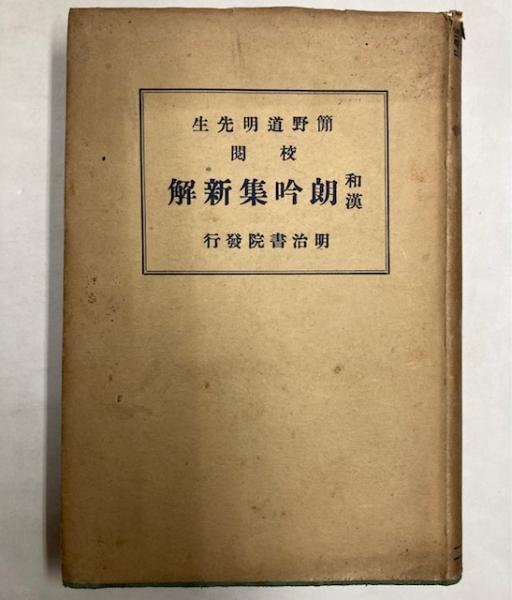 簡野道明先生
校閱
和漢朗吟集新解
明治書院發行